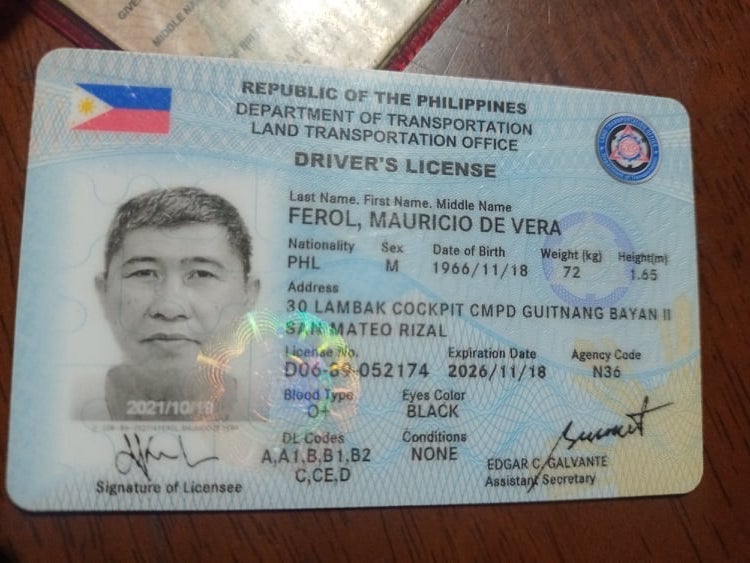 GIVE
MIDDLE NA
REPUBLIC OF THE PHILIPPINES
DEPARTMENT OF TRANSPORTATION
LAND TRANSPORTATION OFFICE
DRIVER'S LICENSE
Last Name. First Name. Middle Name
FEROL, MAURICIO DE VERA
Nationality Sex Date of Birth Weight (kg) Height(m)
PHL M 1966/11/18 72 1.65
Address
30 LAMBAK COCKPIT CMPD GUITNANG BAYAN II
SAN MATEO RIZAL
License No. Expiration Date Agency Code
D06-89-052174 2026/11/18 N36
Blood Type Eyes Color
O+ BLACK
DL Codes Conditions
A,A1,B,B1,B2 NONE
C,CE,D
2021/10/19
Signature of Licensee
EDGAR C. GALVANTE
Assistant Secretary